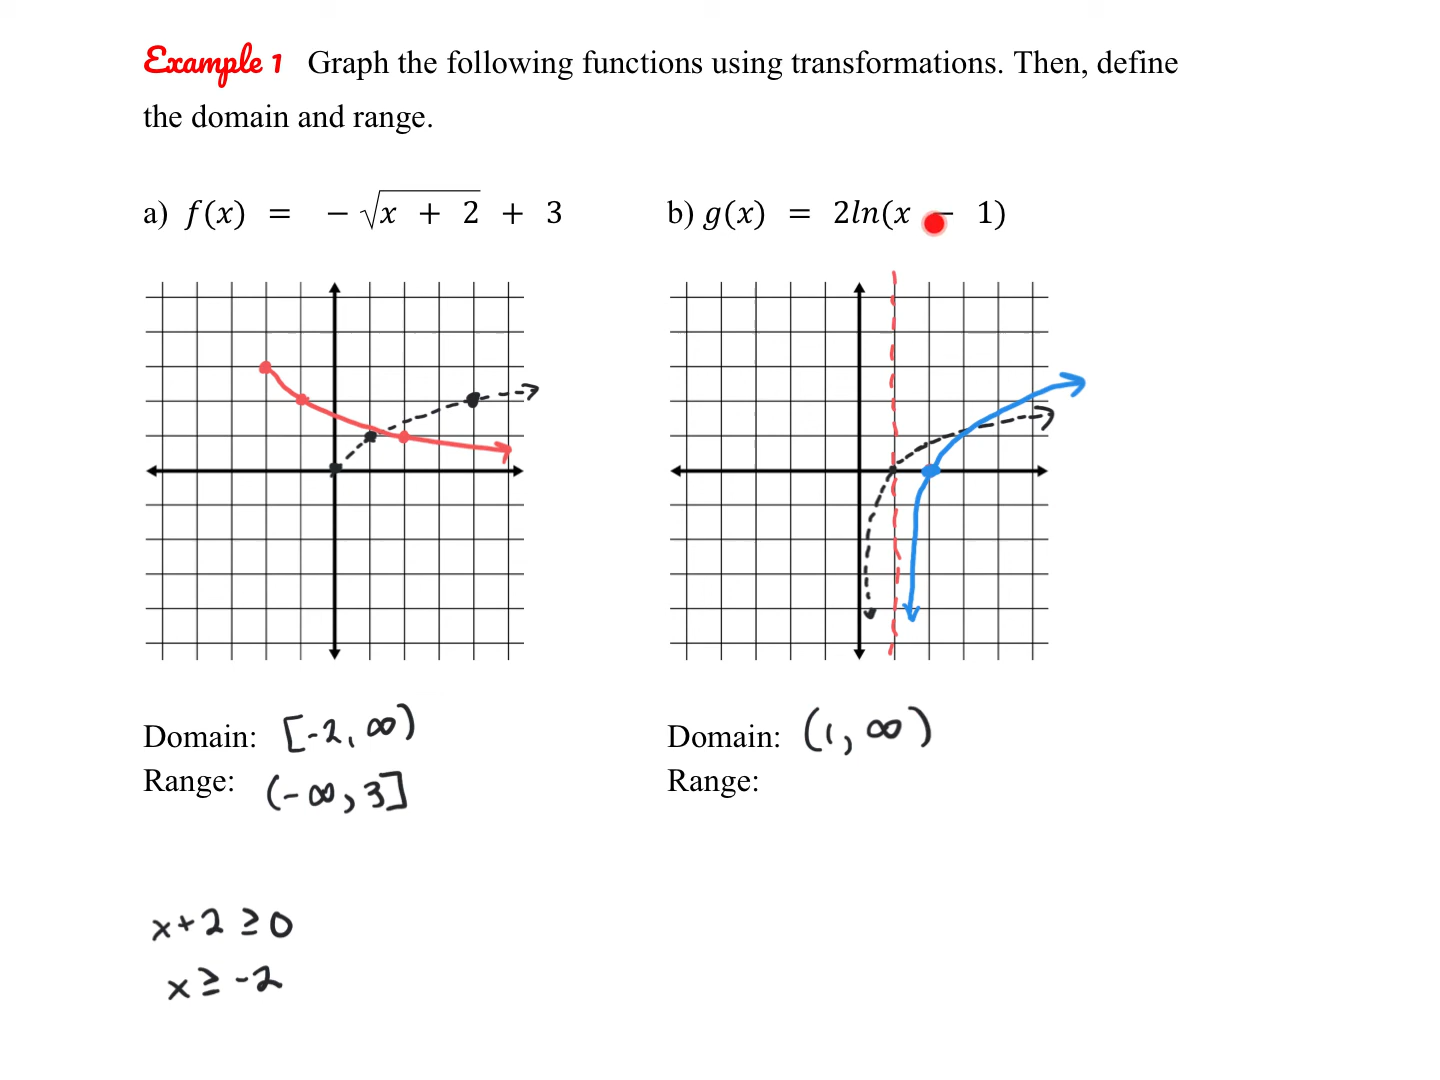 Example 1 Graph the following functions using transformations. Then, define
the domain and range.
a) f(x) = -√(x + 2) + 3
b) g(x) = 2ln(x - 1)
Domain: [-2, ∞)
Range: (-∞, 3]
Domain: (1, ∞)
Range:
x+2 ≥ 0
x ≥ -2